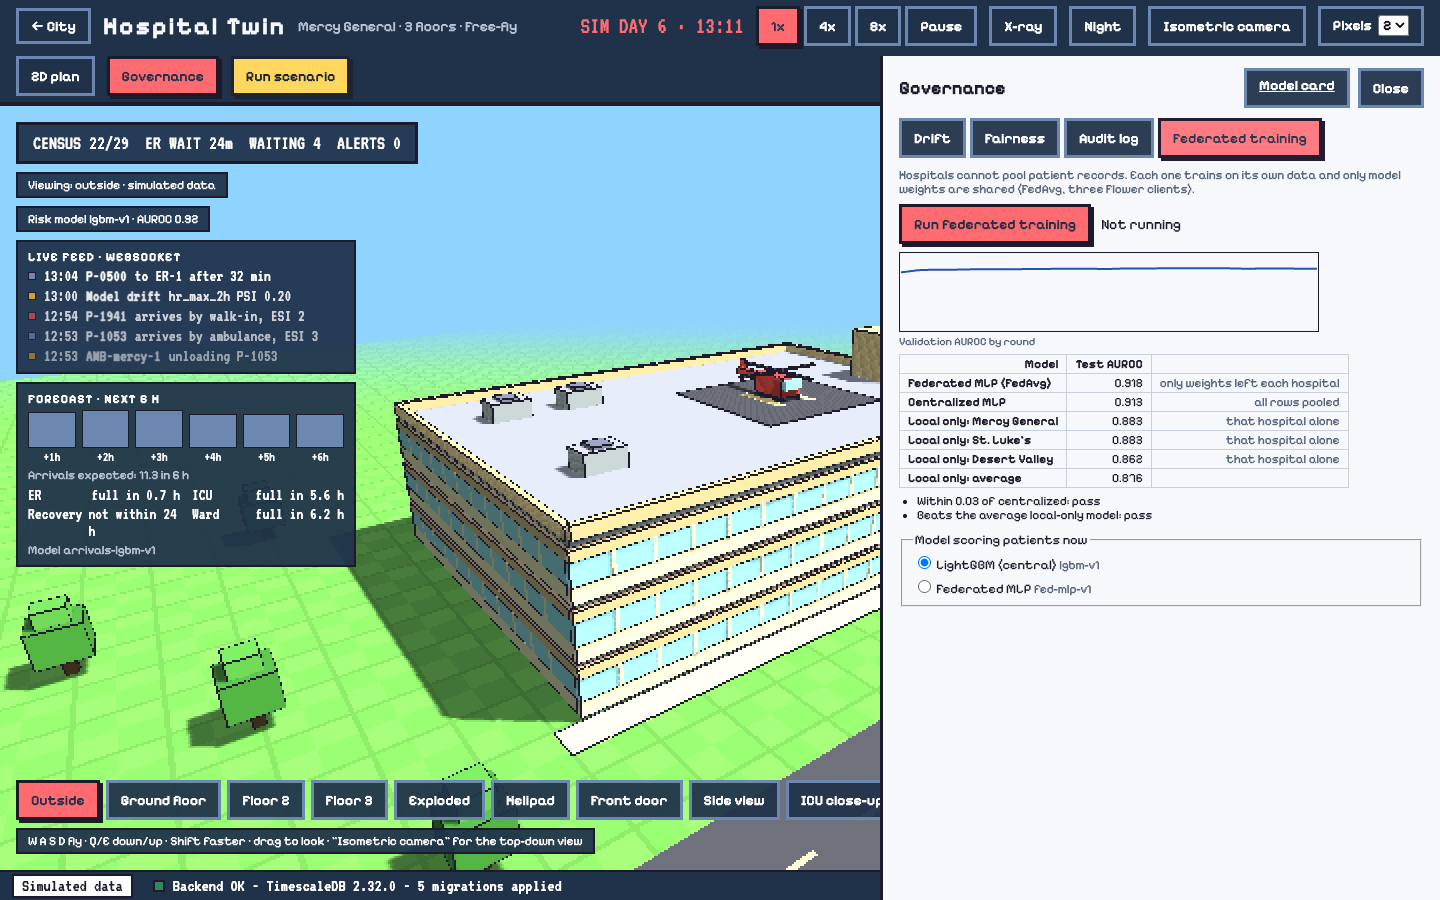 ← City
Hospital Twin
Mercy General · 3 floors · Free-fly
SIM DAY 6 · 13:11
1x
4x
8x
Pause
X-ray
Night
Isometric camera
Pixels 2
2D plan
Governance
Run scenario
CENSUS 22/29 ER WAIT 24m WAITING 4 ALERTS 0
Viewing: outside · simulated data
Risk model lgbm-v1 · AUROC 0.92
LIVE FEED · WEBSOCKET
13:04 P-0500 to ER-1 after 32 min
13:00 Model drift hr_max_2h PSI 0.20
12:54 P-1941 arrives by walk-in, ESI 2
12:53 P-1053 arrives by ambulance, ESI 3
12:53 AMB-mercy-1 unloading P-1053
FORECAST · NEXT 6 H
+1h +2h +3h +4h +5h +6h
Arrivals expected: 11.3 in 6 h
ER full in 0.7 h ICU full in 5.6 h
Recovery not within 24 h Ward full in 6.2 h
Model arrivals-lgbm-v1
Outside
Ground floor
Floor 2
Floor 3
Exploded
Helipad
Front door
Side view
ICU close-up
W A S D fly · Q/E down/up · Shift faster · drag to look · "Isometric camera" for the top-down view
Simulated data
Backend OK - TimescaleDB 2.32.0 - 5 migrations applied
Governance
Model card
Close
Drift
Fairness
Audit log
Federated training
Hospitals cannot pool patient records. Each one trains on its own data and only model
weights are shared (FedAvg, three Flower clients).
Run federated training
Not running
Validation AUROC by round
Model Test AUROC
Federated MLP (FedAvg) 0.918 only weights left each hospital
Centralized MLP 0.913 all rows pooled
Local only: Mercy General 0.883 that hospital alone
Local only: St. Luke's 0.883 that hospital alone
Local only: Desert Valley 0.862 that hospital alone
Local only: average 0.876
Within 0.03 of centralized: pass
Beats the average local-only model: pass
Model scoring patients now
LightGBM (central) lgbm-v1
Federated MLP fed-mlp-v1